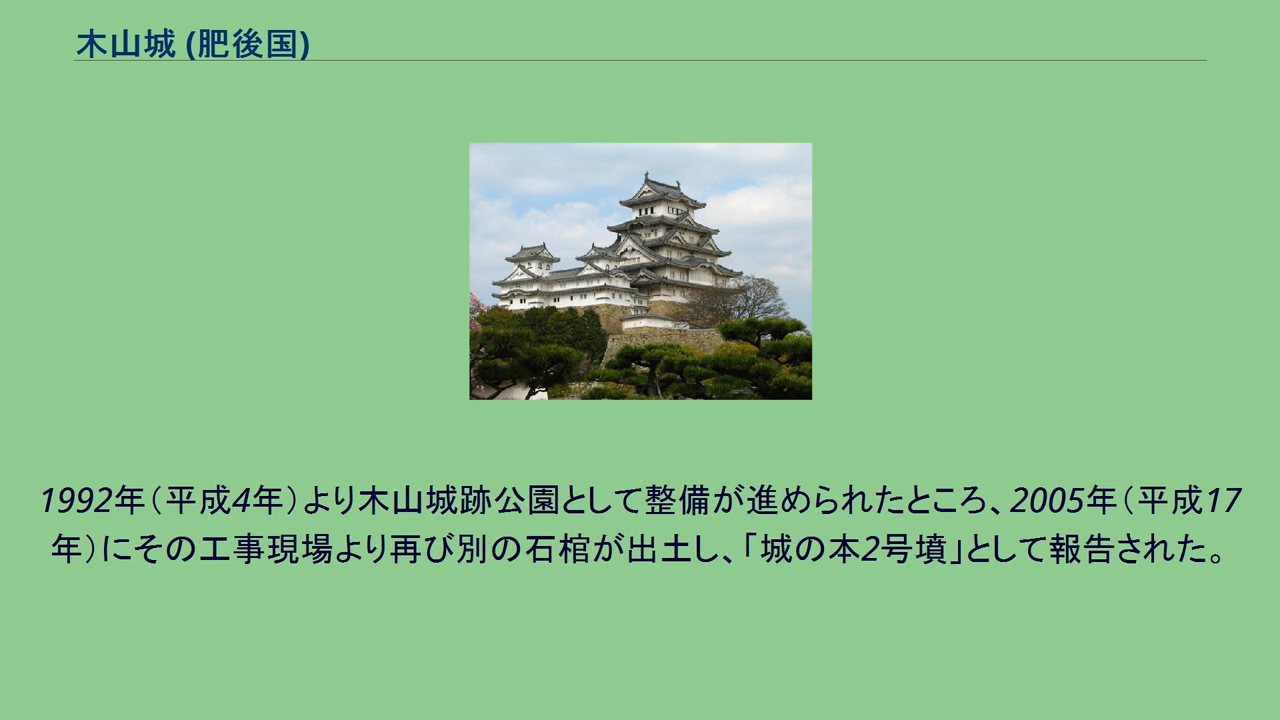 木山城 (肥後国)
1992年（平成4年）より木山城跡公園として整備が進められたところ、2005年（平成17
年）にその工事現場より再び別の石棺が出土し、「城の本2号墳」として報告された。